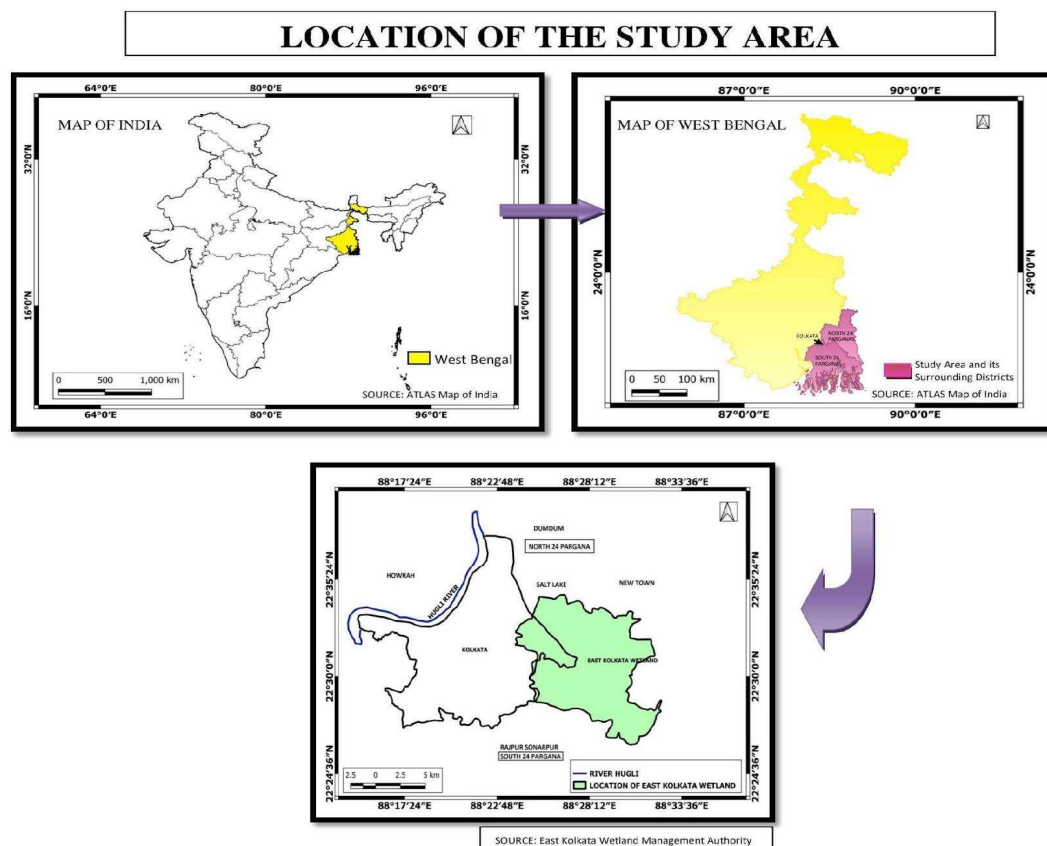 LOCATION OF THE STUDY AREA
64°0'E 80°0'E 96°0'E
MAP OF INDIA
32°0'N 32°0'N
16°0'N 16°0'N
West Bengal
0 500 1,000 km
SOURCE: ATLAS Map of India
64°0'E 80°0'E 96°0'E
87°0'0"E 90°0'0"E
MAP OF WEST BENGAL
24°0'0"N 24°0'0"N
KOLKATA
NORTH 24 PARGANAS
SOUTH 24 PARGANAS
Study Area and its
Surrounding Districts
0 50 100 km
SOURCE: ATLAS Map of India
87°0'0"E 90°0'0"E
88°17'24"E 88°22'48"E 88°28'12"E 88°33'36"E
DUMDUM
NORTH 24 PARGANA
22°35'24"N 22°35'24"N
HOWRAH
SALT LAKE
NEW TOWN
HUGLI RIVER
KOLKATA
EAST KOLKATA WETLAND
22°30'0"N 22°30'0"N
RAJPUR SONARPUR
SOUTH 24 PARGANA
22°24'36"N 22°24'36"N
2.5 0 2.5 5 km
RIVER HUGLI
LOCATION OF EAST KOLKATA WETLAND
88°17'24"E 88°22'48"E 88°28'12"E 88°33'36"E
SOURCE: East Kolkata Wetland Management Authority